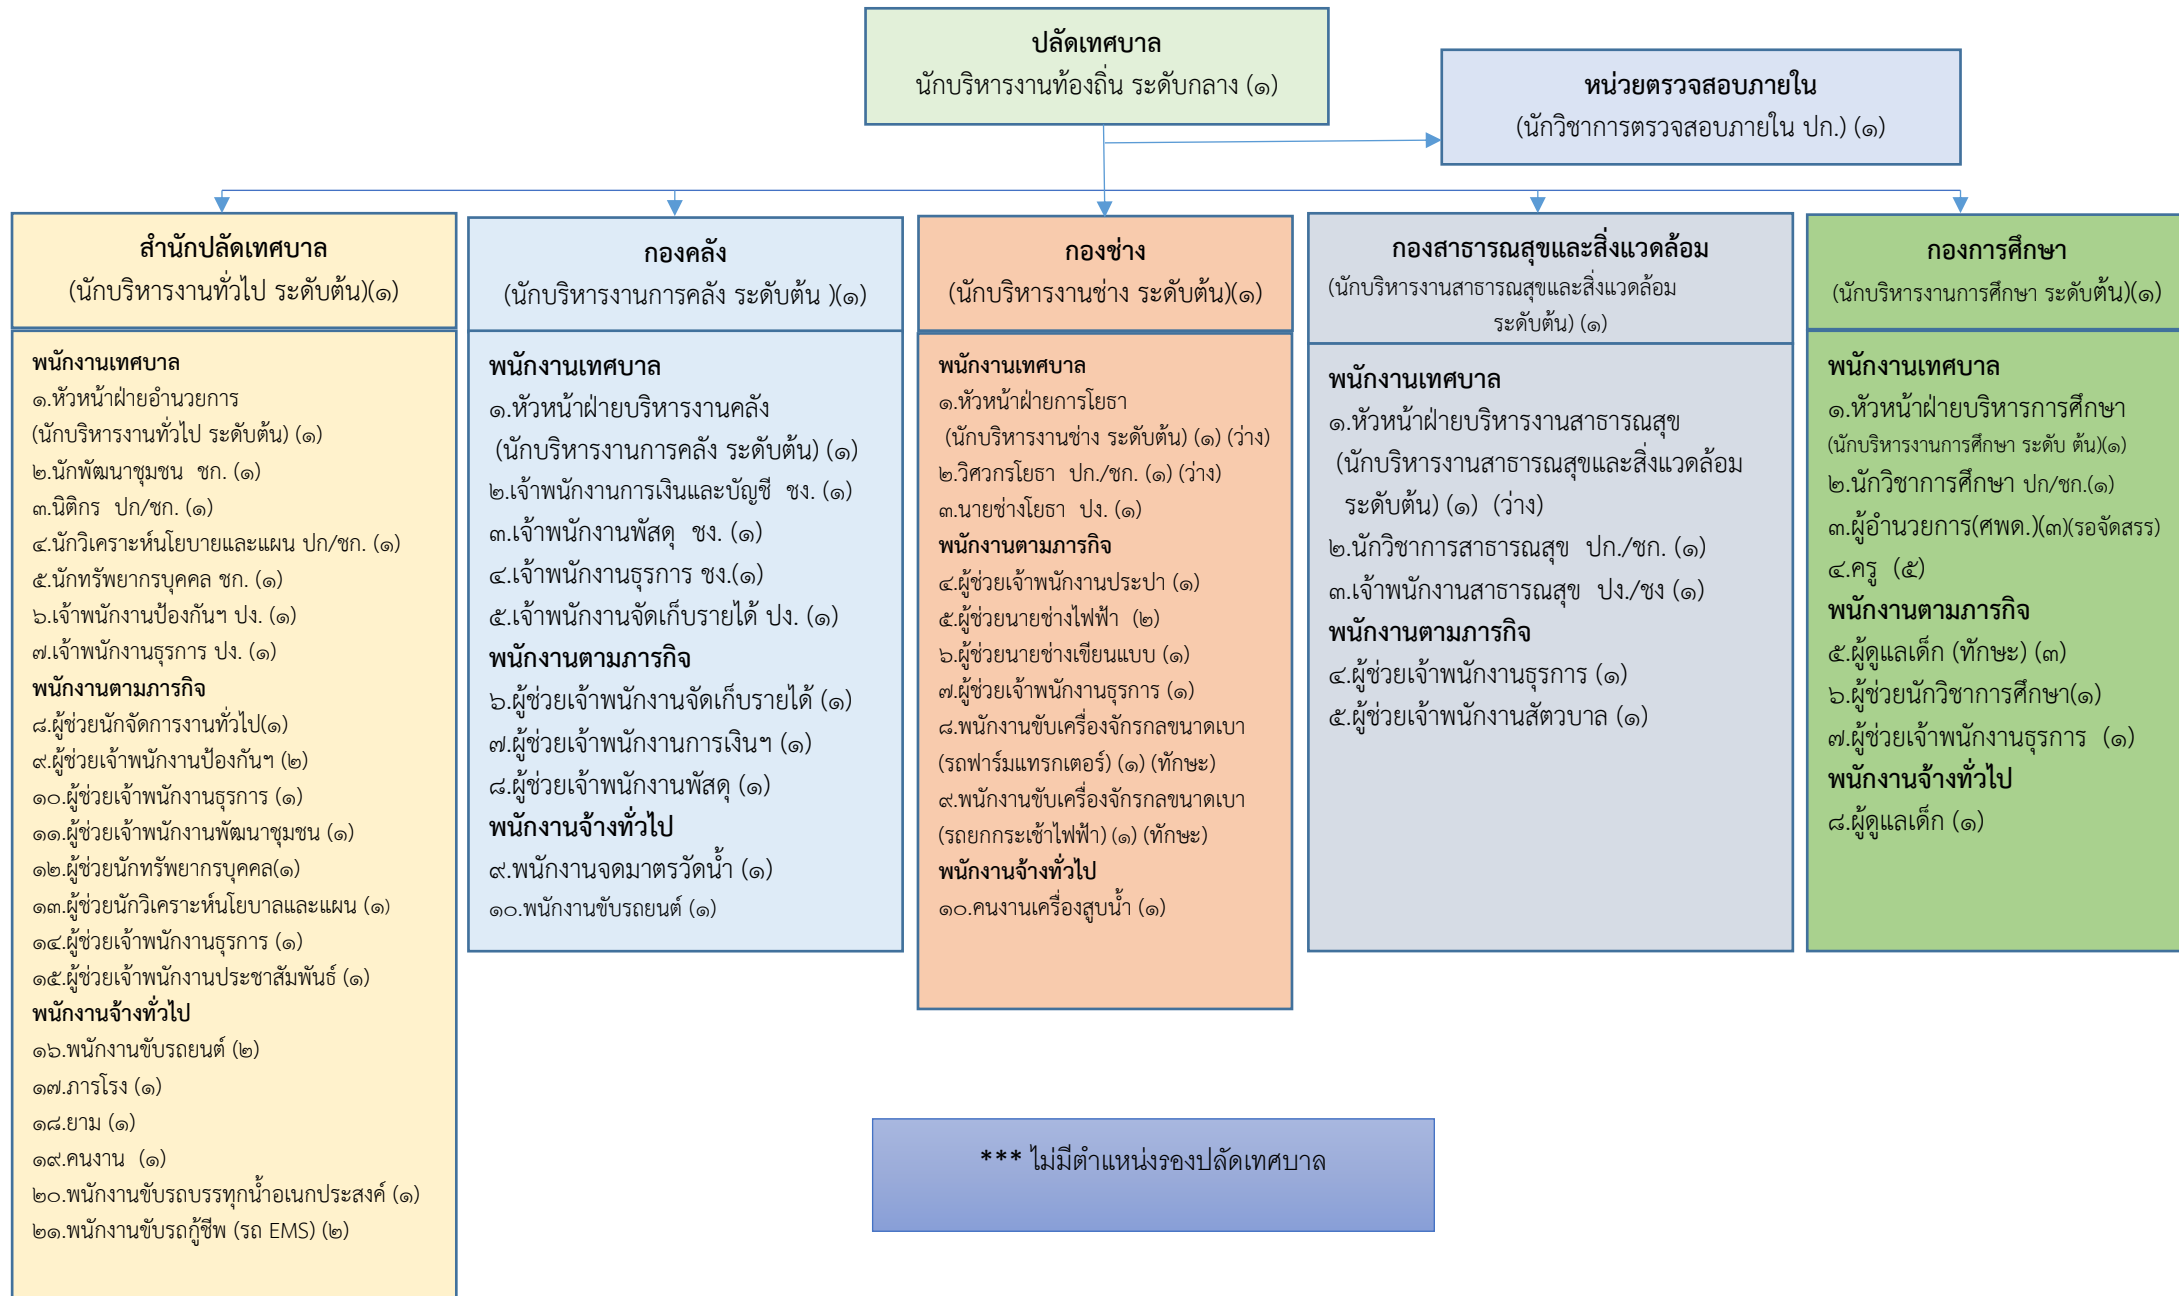 ปลัดเทศบาล
นักบริหารงานท้องถิ่น ระดับกลาง (๑)
หน่วยตรวจสอบภายใน
(นักวิชาการตรวจสอบภายใน ปก.) (๑)
สำนักปลัดเทศบาล
(นักบริหารงานทั่วไป ระดับต้น)(๑)
พนักงานเทศบาล
๑.หัวหน้าฝ่ายอำนวยการ
(นักบริหารงานทั่วไป ระดับต้น) (๑)
๒.นักพัฒนาชุมชน ชก. (๑)
๓.นิติกร ปก/ชก. (๑)
๔.นักวิเคราะห์นโยบายและแผน ปก/ชก. (๑)
๕.นักทรัพยากรบุคคล ชก. (๑)
๖.เจ้าพนักงานป้องกันฯ ปง. (๑)
๗.เจ้าพนักงานธุรการ ปง. (๑)
พนักงานตามภารกิจ
๘.ผู้ช่วยนักจัดการงานทั่วไป(๑)
๙.ผู้ช่วยเจ้าพนักงานป้องกันฯ (๒)
๑๐.ผู้ช่วยเจ้าพนักงานธุรการ (๑)
๑๑.ผู้ช่วยเจ้าพนักงานพัฒนาชุมชน (๑)
๑๒.ผู้ช่วยนักทรัพยากรบุคคล(๑)
๑๓.ผู้ช่วยนักวิเคราะห์นโยบาลและแผน (๑)
๑๔.ผู้ช่วยเจ้าพนักงานธุรการ (๑)
๑๕.ผู้ช่วยเจ้าพนักงานประชาสัมพันธ์ (๑)
พนักงานจ้างทั่วไป
๑๖.พนักงานขับรถยนต์ (๒)
๑๗.ภารโรง (๑)
๑๘.ยาม (๑)
๑๙.คนงาน (๑)
๒๐.พนักงานขับรถบรรทุกน้ำอเนกประสงค์ (๑)
๒๑.พนักงานขับรถกู้ชีพ (รถ EMS) (๒)
กองคลัง
(นักบริหารงานการคลัง ระดับต้น )(๑)
พนักงานเทศบาล
๑.หัวหน้าฝ่ายบริหารงานคลัง
(นักบริหารงานการคลัง ระดับต้น) (๑)
๒.เจ้าพนักงานการเงินและบัญชี ชง. (๑)
๓.เจ้าพนักงานพัสดุ ชง. (๑)
๔.เจ้าพนักงานธุรการ ชง.(๑)
๕.เจ้าพนักงานจัดเก็บรายได้ ปง. (๑)
พนักงานตามภารกิจ
๖.ผู้ช่วยเจ้าพนักงานจัดเก็บรายได้ (๑)
๗.ผู้ช่วยเจ้าพนักงานการเงินฯ (๑)
๘.ผู้ช่วยเจ้าพนักงานพัสดุ (๑)
พนักงานจ้างทั่วไป
๙.พนักงานจดมาตรวัดน้ำ (๑)
๑๐.พนักงานขับรถยนต์ (๑)
กองช่าง
(นักบริหารงานช่าง ระดับต้น)(๑)
พนักงานเทศบาล
๑.หัวหน้าฝ่ายการโยธา
(นักบริหารงานช่าง ระดับต้น) (๑) (ว่าง)
๒.วิศวกรโยธา ปก./ชก. (๑) (ว่าง)
๓.นายช่างโยธา ปง. (๑)
พนักงานตามภารกิจ
๔.ผู้ช่วยเจ้าพนักงานประปา (๑)
๕.ผู้ช่วยนายช่างไฟฟ้า (๒)
๖.ผู้ช่วยนายช่างเขียนแบบ (๑)
๗.ผู้ช่วยเจ้าพนักงานธุรการ (๑)
๘.พนักงานขับเครื่องจักรกลขนาดเบา
(รถฟาร์มแทรกเตอร์) (๑) (ทักษะ)
๙.พนักงานขับเครื่องจักรกลขนาดเบา
(รถยกกระเช้าไฟฟ้า) (๑) (ทักษะ)
พนักงานจ้างทั่วไป
๑๐.คนงานเครื่องสูบน้ำ (๑)
กองสาธารณสุขและสิ่งแวดล้อม
(นักบริหารงานสาธารณสุขและสิ่งแวดล้อม
ระดับต้น) (๑)
พนักงานเทศบาล
๑.หัวหน้าฝ่ายบริหารงานสาธารณสุข
(นักบริหารงานสาธารณสุขและสิ่งแวดล้อม
ระดับต้น) (๑) (ว่าง)
๒.นักวิชาการสาธารณสุข ปก./ชก. (๑)
๓.เจ้าพนักงานสาธารณสุข ปง./ชง (๑)
พนักงานตามภารกิจ
๔.ผู้ช่วยเจ้าพนักงานธุรการ (๑)
๕.ผู้ช่วยเจ้าพนักงานสัตวบาล (๑)
กองการศึกษา
(นักบริหารงานการศึกษา ระดับต้น)(๑)
พนักงานเทศบาล
๑.หัวหน้าฝ่ายบริหารการศึกษา
(นักบริหารงานการศึกษา ระดับ ต้น)(๑)
๒.นักวิชาการศึกษา ปก/ชก.(๑)
๓.ผู้อำนวยการ(ศพด.)(๓)(รอจัดสรร)
๔.ครู (๕)
พนักงานตามภารกิจ
๕.ผู้ดูแลเด็ก (ทักษะ) (๓)
๖.ผู้ช่วยนักวิชาการศึกษา(๑)
๗.ผู้ช่วยเจ้าพนักงานธุรการ (๑)
พนักงานจ้างทั่วไป
๘.ผู้ดูแลเด็ก (๑)
*** ไม่มีตำแหน่งรองปลัดเทศบาล